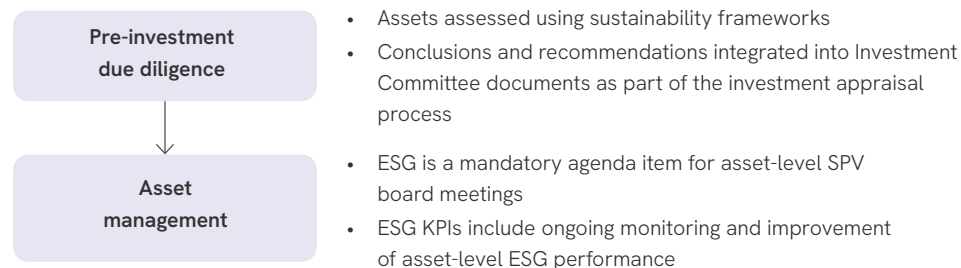 Pre-investment
due diligence
• Assets assessed using sustainability frameworks
• Conclusions and recommendations integrated into Investment
Committee documents as part of the investment appraisal
process
Asset
management
• ESG is a mandatory agenda item for asset-level SPV
board meetings
• ESG KPIs include ongoing monitoring and improvement
of asset-level ESG performance